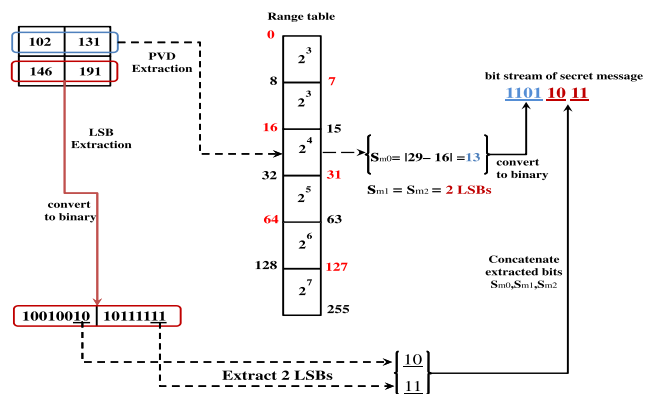 Range table
0
102 131
PVD
Extraction
2^3
8
7
146 191
2^3
bit stream of secret message
1101 10 11
16
15
LSB
Extraction
2^4
Sm0= |29– 16| =13
convert
to binary
32
31
Sm1 = Sm2 = 2 LSBs
convert
to binary
2^5
64
63
2^6
128
127
Concatenate
extracted bits
Sm0,Sm1,Sm2
2^7
255
10010010 10111111
10
Extract 2 LSBs
11